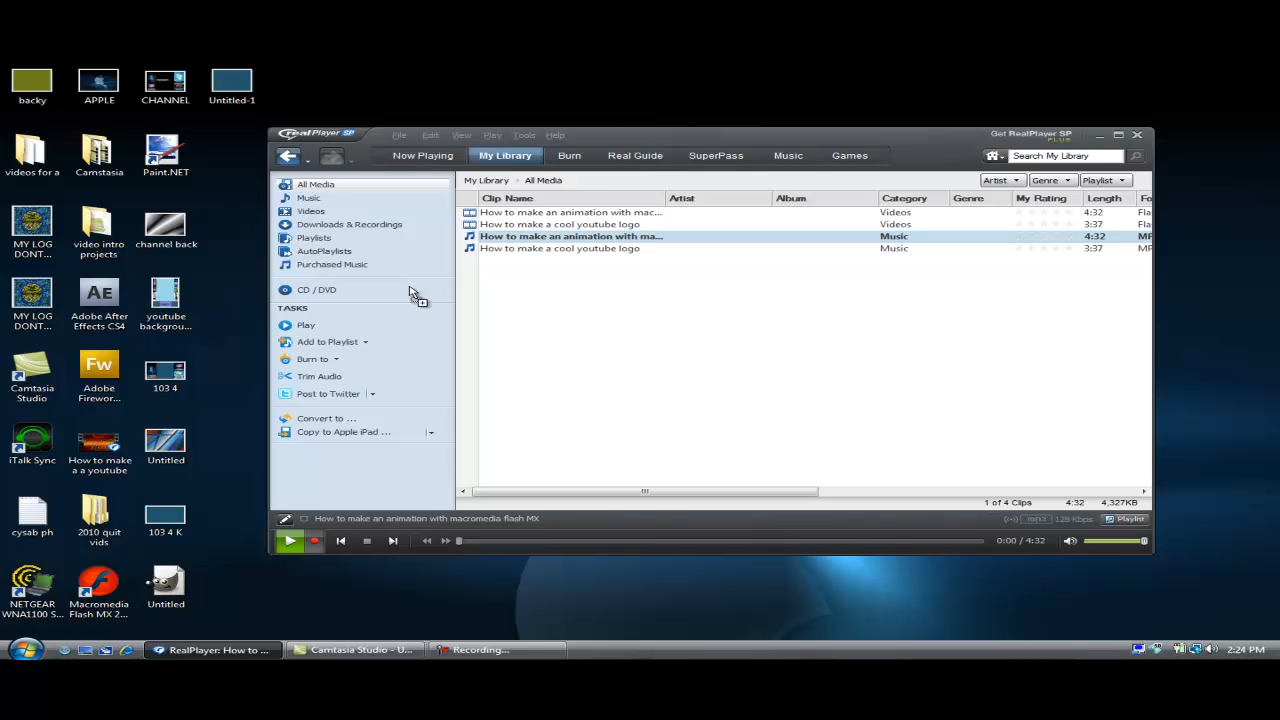 backy
APPLE
CHANNEL
Untitled-1
videos for a
Camstasia
Paint.NET
MY LOG
DONT...
video intro
projects
channel back
MY LOG
DONT...
Adobe After
Effects CS4
youtube
backgrou...
Camtasia
Studio
Adobe
Firewor...
103 4
iTalk Sync
How to make
a a youtube
Untitled
cysab ph
2010 quit
vids
103 4 K
NETGEAR
WNA1100 S...
Macromedia
Flash MX 2...
Untitled
realPlayer SP
File Edit View Play Tools Help
Get RealPlayer SP
PLUS
Now Playing My Library Burn Real Guide SuperPass Music Games
Search My Library
All Media
Music
Videos
Downloads & Recordings
Playlists
AutoPlaylists
Purchased Music
CD / DVD
TASKS
Play
Add to Playlist
Burn to
Trim Audio
Post to Twitter
Convert to ...
Copy to Apple iPad ...
My Library All Media
Artist Genre Playlist
Clip Name Artist Album Category Genre My Rating Length Fo
How to make an animation with mac... Videos 4:32 Fla
How to make a cool youtube logo Videos 3:37 Fla
How to make an animation with ma... Music 4:32 MP
How to make a cool youtube logo Music 3:37 MP
1 of 4 Clips 4:32 4,327KB
How to make an animation with macromedia flash MX
mp3 128 Kbps Playlist
0:00 / 4:32
RealPlayer: How to ...
Camtasia Studio - U...
Recording...
2:24 PM